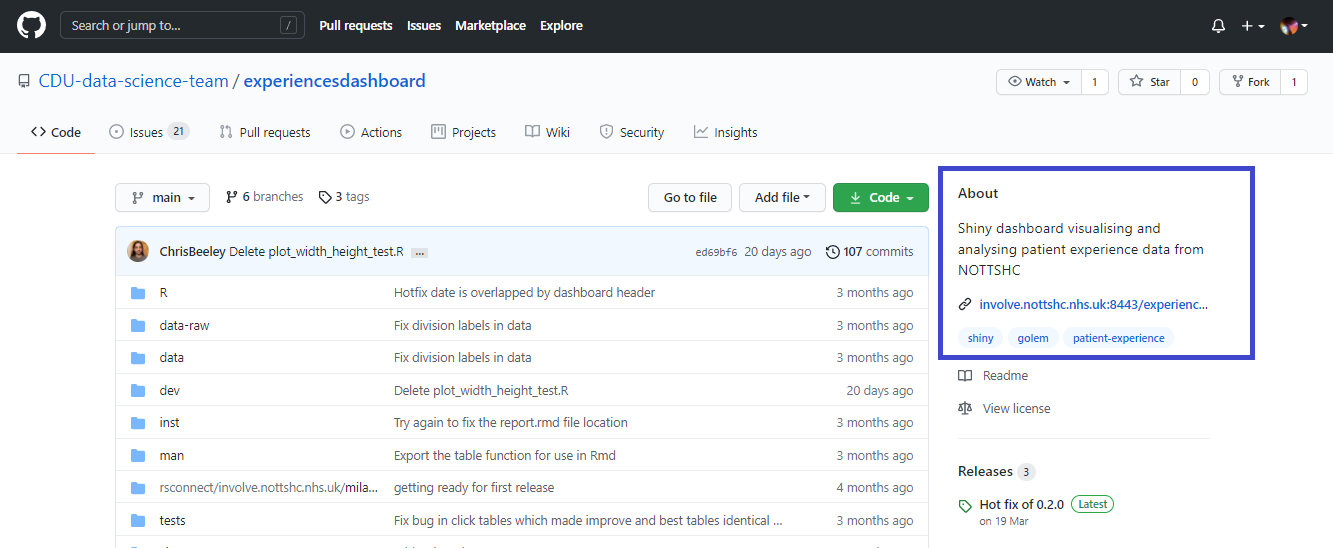 Search or jump to... /
Pull requests Issues Marketplace Explore
CDU-data-science-team / experiencesdashboard
Watch 1 Star 0 Fork 1
Code Issues 21 Pull requests Actions Projects Wiki Security Insights
main 6 branches 3 tags Go to file Add file Code
ChrisBeeley Delete plot_width_height_test.R ... ed69bf6 20 days ago 107 commits
R Hotfix date is overlapped by dashboard header 3 months ago
data-raw Fix division labels in data 3 months ago
data Fix division labels in data 3 months ago
dev Delete plot_width_height_test.R 20 days ago
inst Try again to fix the report.rmd file location 3 months ago
man Export the table function for use in Rmd 3 months ago
rsconnect/involve.nottshc.nhs.uk/mila... getting ready for first release 4 months ago
tests Fix bug in click tables which made improve and best tables identical ... 3 months ago
About
Shiny dashboard visualising and
analysing patient experience data from
NOTTSHC
involve.nottshc.nhs.uk:8443/experienc...
shiny golem patient-experience
Readme
View license
Releases 3
Hot fix of 0.2.0 Latest
on 19 Mar